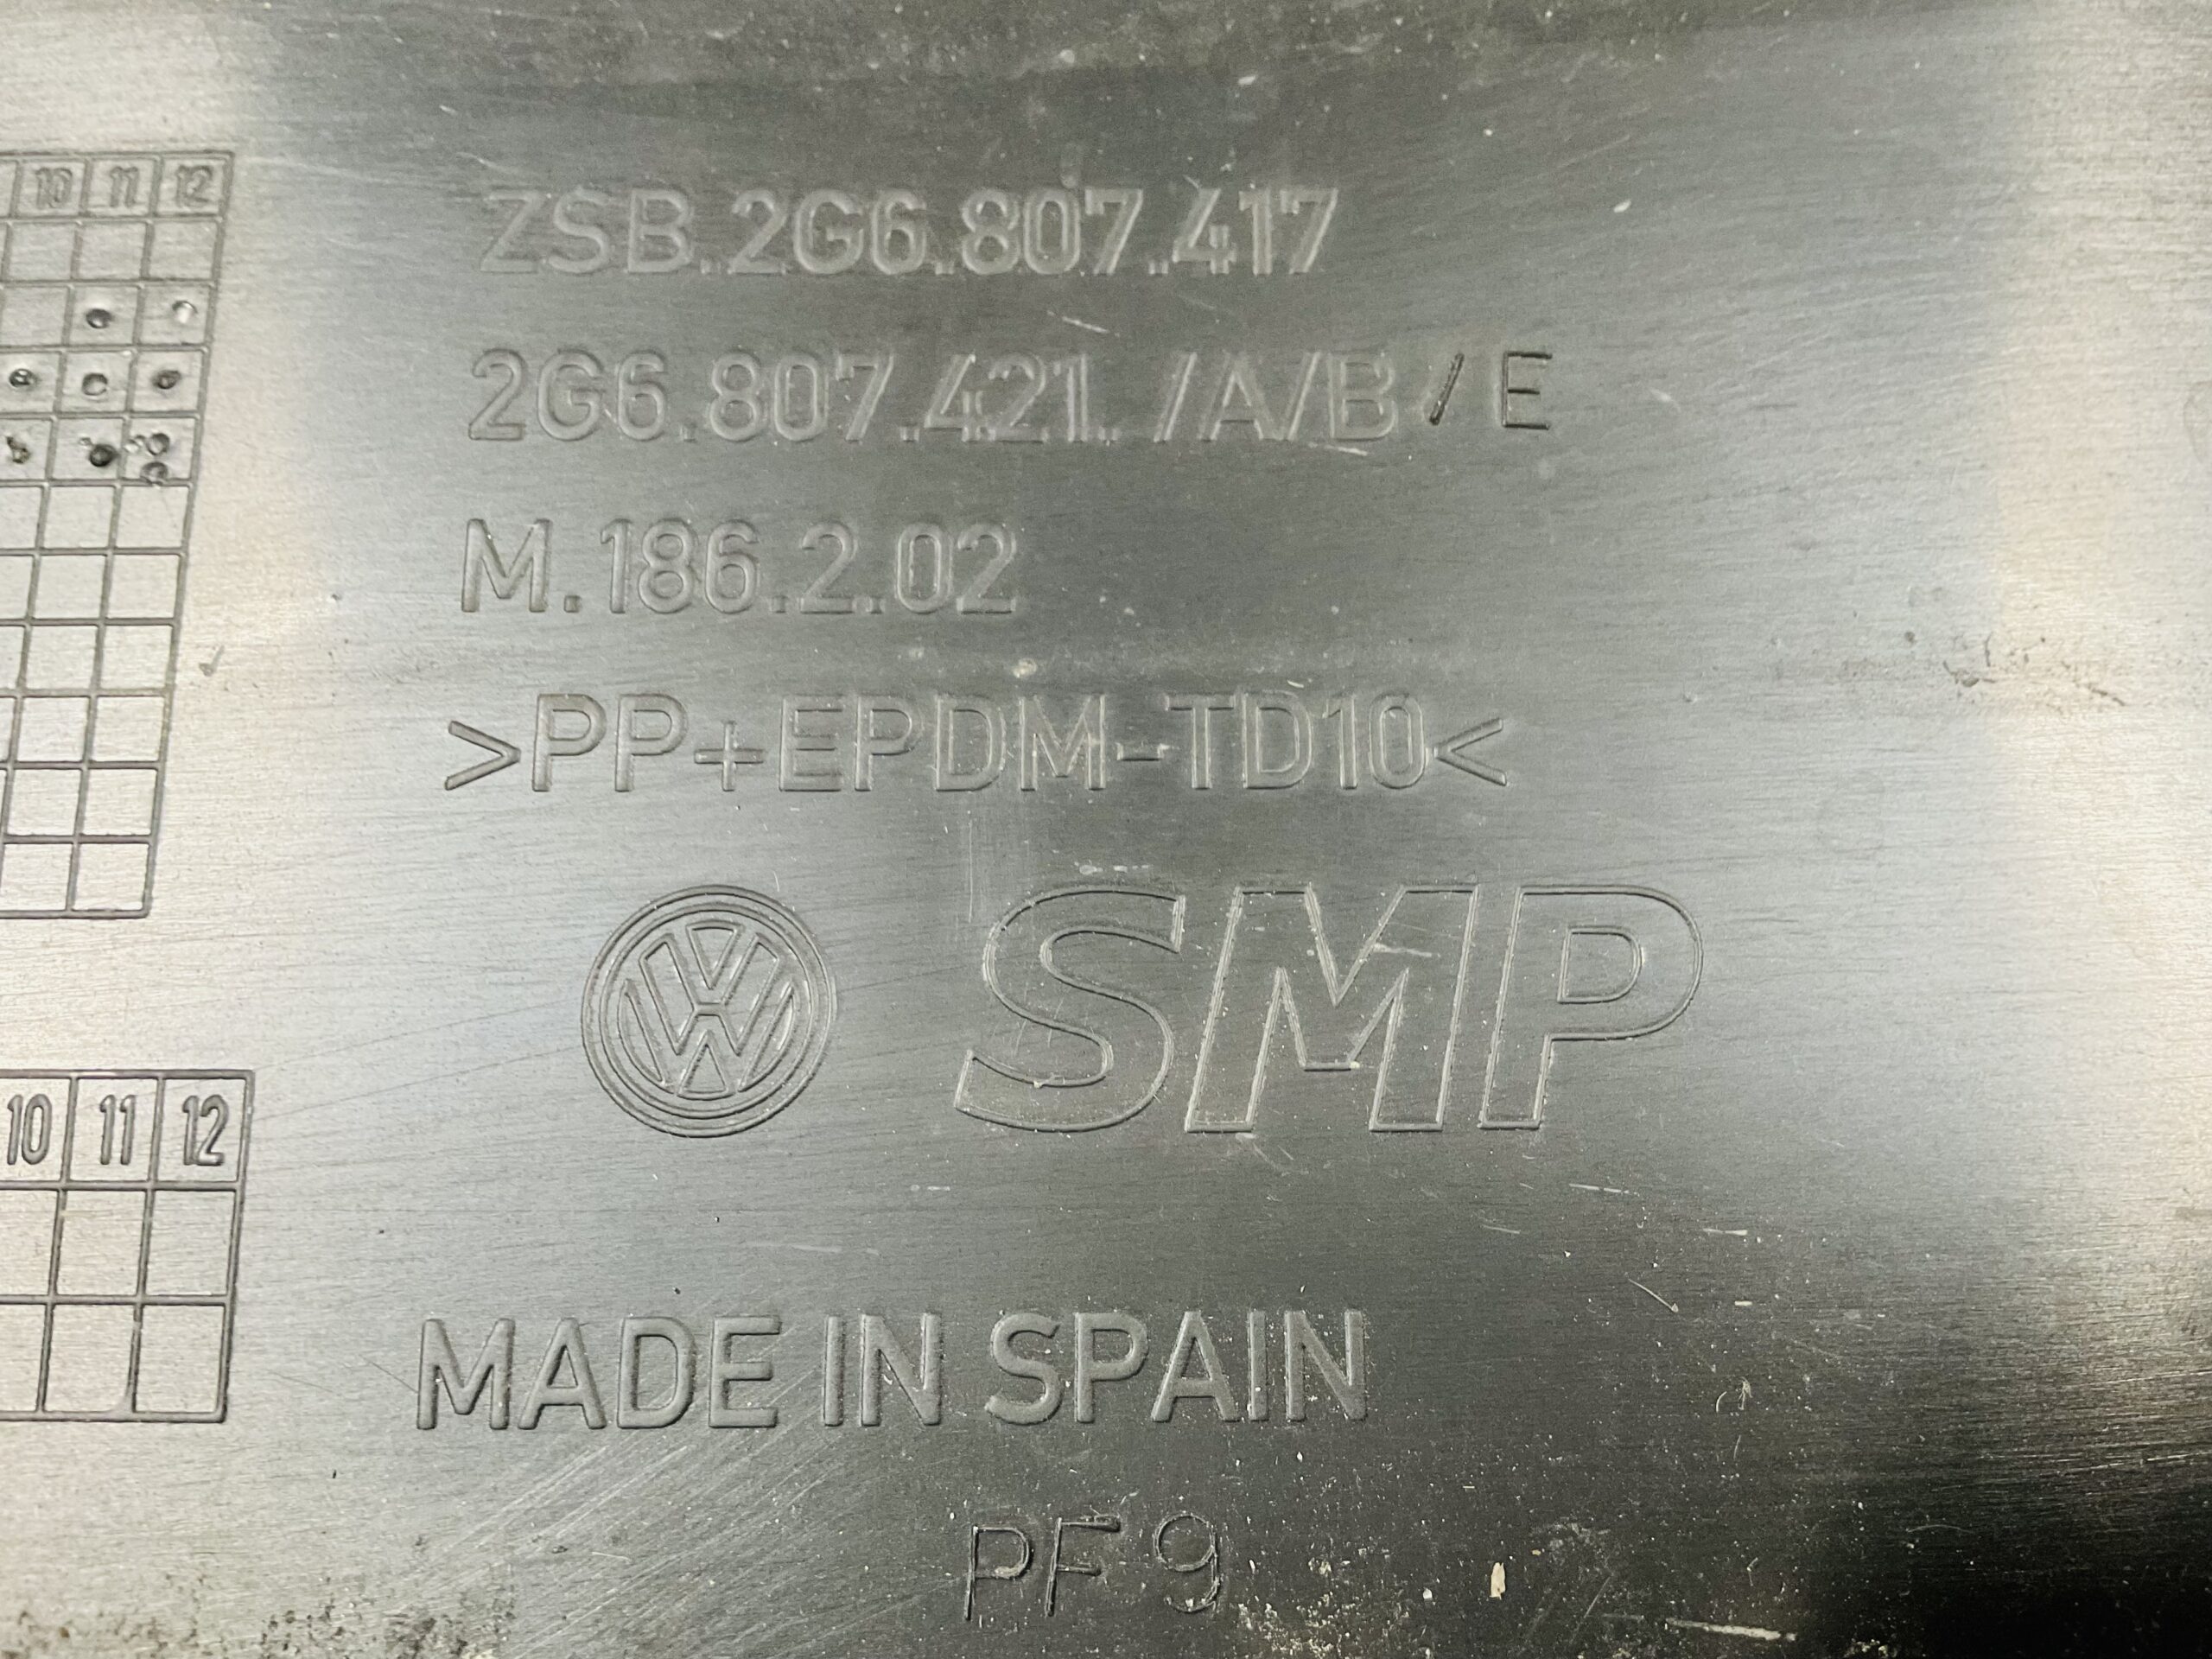 10 11 12
ZSB.2G6.807.417
2G6.807.421. /A/B/E
M.186.2.02
>PP+EPDM-TD10<
SMP
10 11 12
MADE IN SPAIN
PF 9